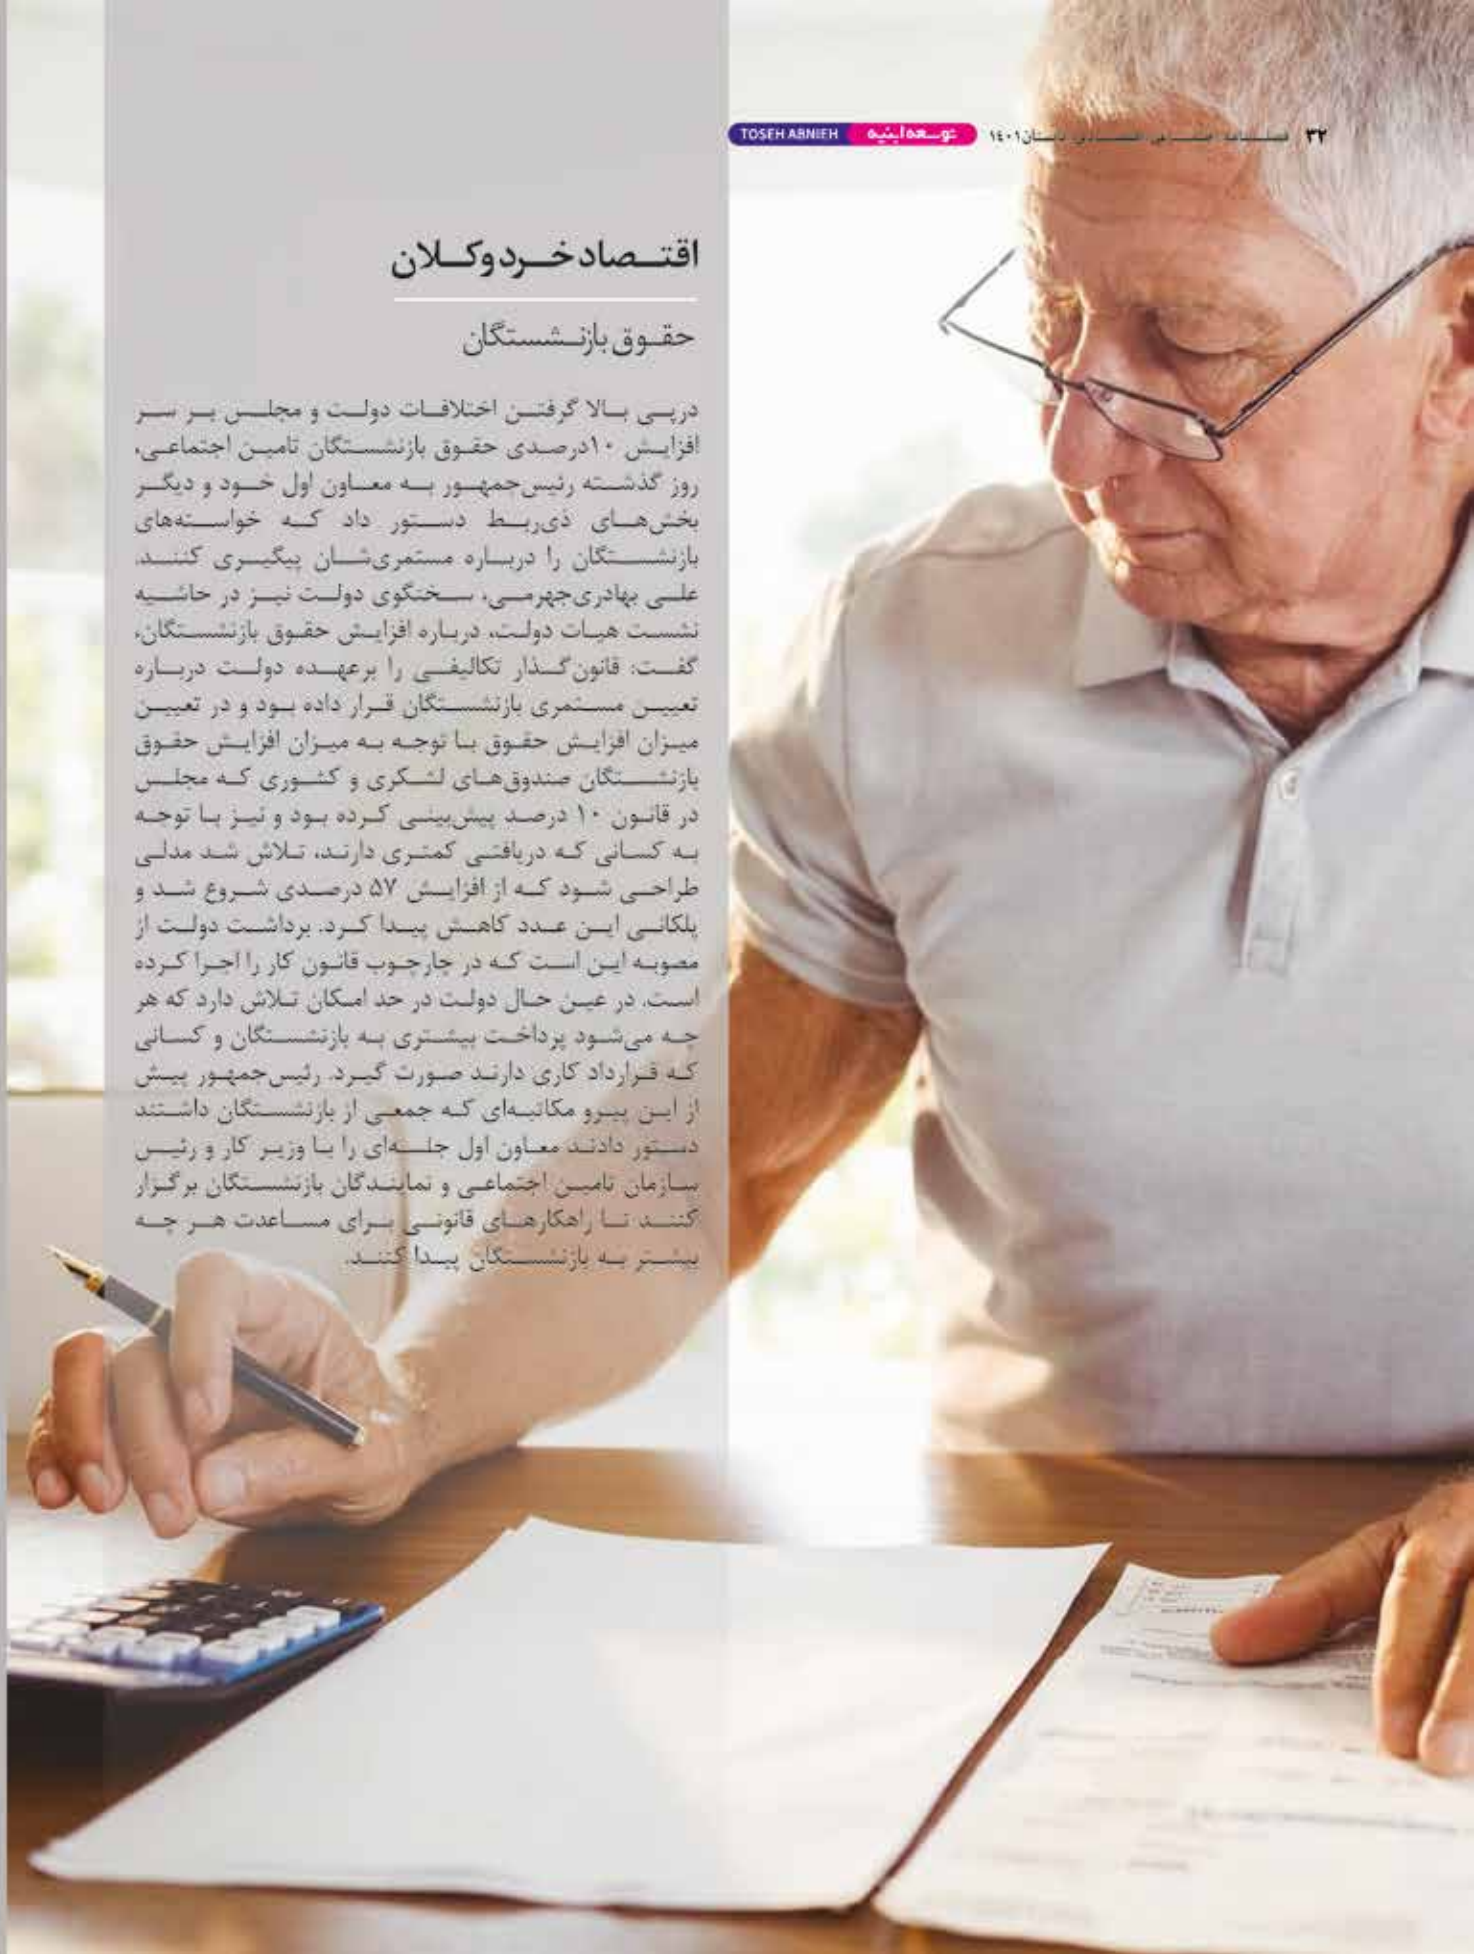 ۳۲ فصلنامه اجتماعی اقتصادی تابستان ۱۴۰۱ توسعه ابنیه TOSEH ABNIEH
اقتصاد خرد و کلان
حقوق بازنشستگان
درپی بالا گرفتن اختلافات دولت و مجلس بر سر
افزایش ۱۰درصدی حقوق بازنشستگان تامین اجتماعی،
روز گذشته رئیس‌جمهور به معاون اول خود و دیگر
بخش‌های ذی‌ربط دستور داد که خواسته‌های
بازنشستگان را درباره مستمری‌شان پیگیری کنند.
علی بهادری‌جهرمی، سخنگوی دولت نیز در حاشیه
نشست هیات دولت، درباره افزایش حقوق بازنشستگان،
گفت: قانون‌گذار تکالیفی را برعهده دولت درباره
تعیین مستمری بازنشستگان قرار داده بود و در تعیین
میزان افزایش حقوق با توجه به میزان افزایش حقوق
بازنشستگان صندوق‌های لشکری و کشوری که مجلس
در قانون ۱۰ درصد پیش‌بینی کرده بود و نیز با توجه
به کسانی که دریافتی کمتری دارند، تلاش شد مدلی
طراحی شود که از افزایش ۵۷ درصدی شروع شد و
پلکانی این عدد کاهش پیدا کرد. برداشت دولت از
مصوبه این است که در چارچوب قانون کار را اجرا کرده
است. در عین حال دولت در حد امکان تلاش دارد که هر
چه می‌شود پرداخت بیشتری به بازنشستگان و کسانی
که قرارداد کاری دارند صورت گیرد. رئیس‌جمهور پیش
از این پیرو مکاتبه‌ای که جمعی از بازنشستگان داشتند
دستور دادند معاون اول جلسه‌ای را با وزیر کار و رئیس
سازمان تامین اجتماعی و نمایندگان بازنشستگان برگزار
کنند تا راهکارهای قانونی برای مساعدت هر چه
بیشتر به بازنشستگان پیدا کنند.